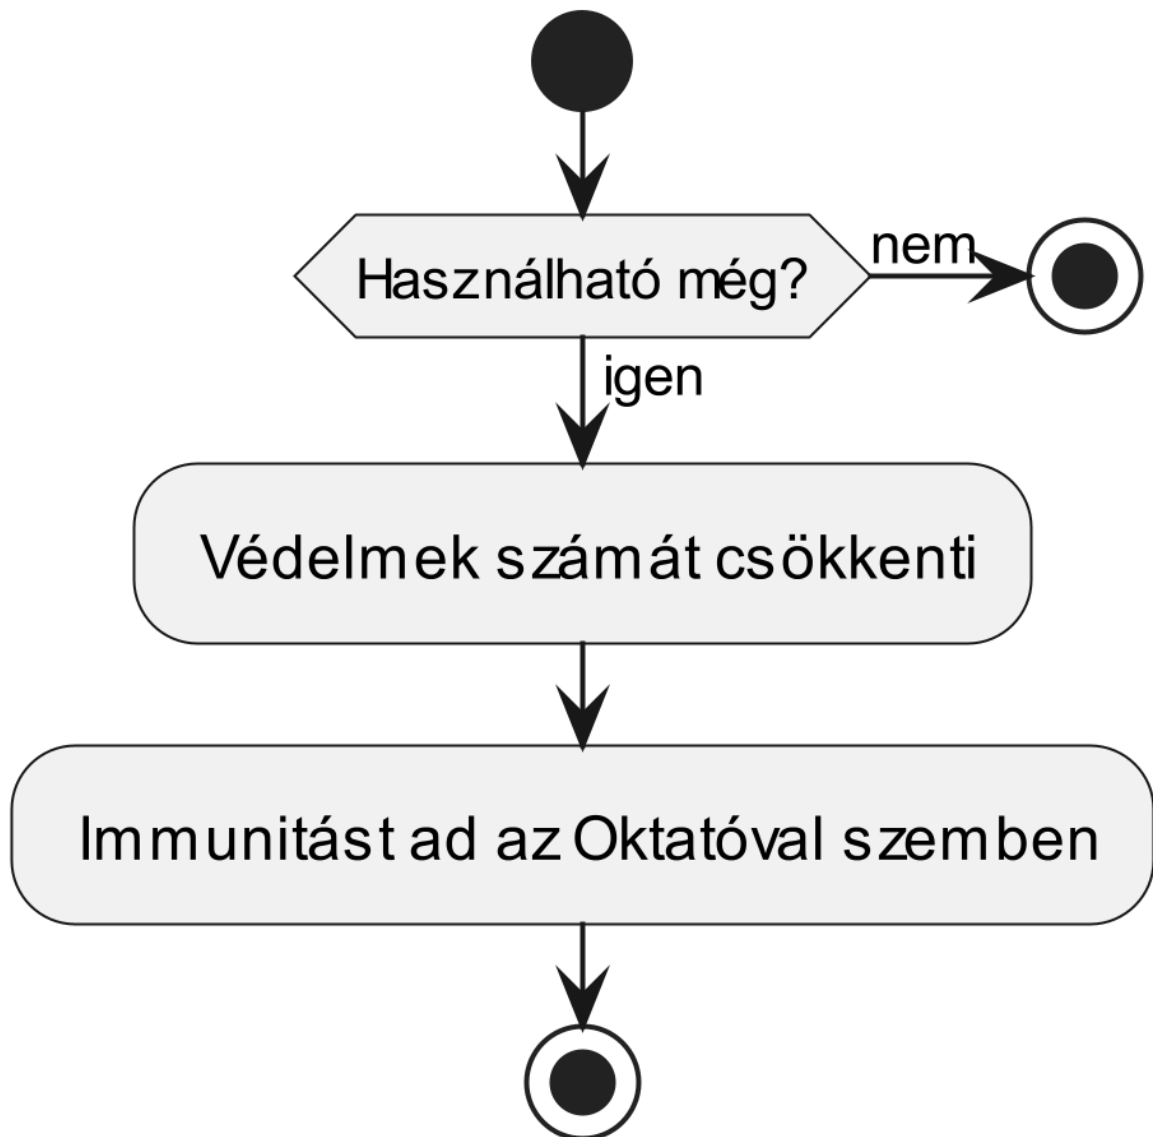 Használható még?
nem
igen
Védelmek számát csökkenti
Immunitást ad az Oktatóval szemben